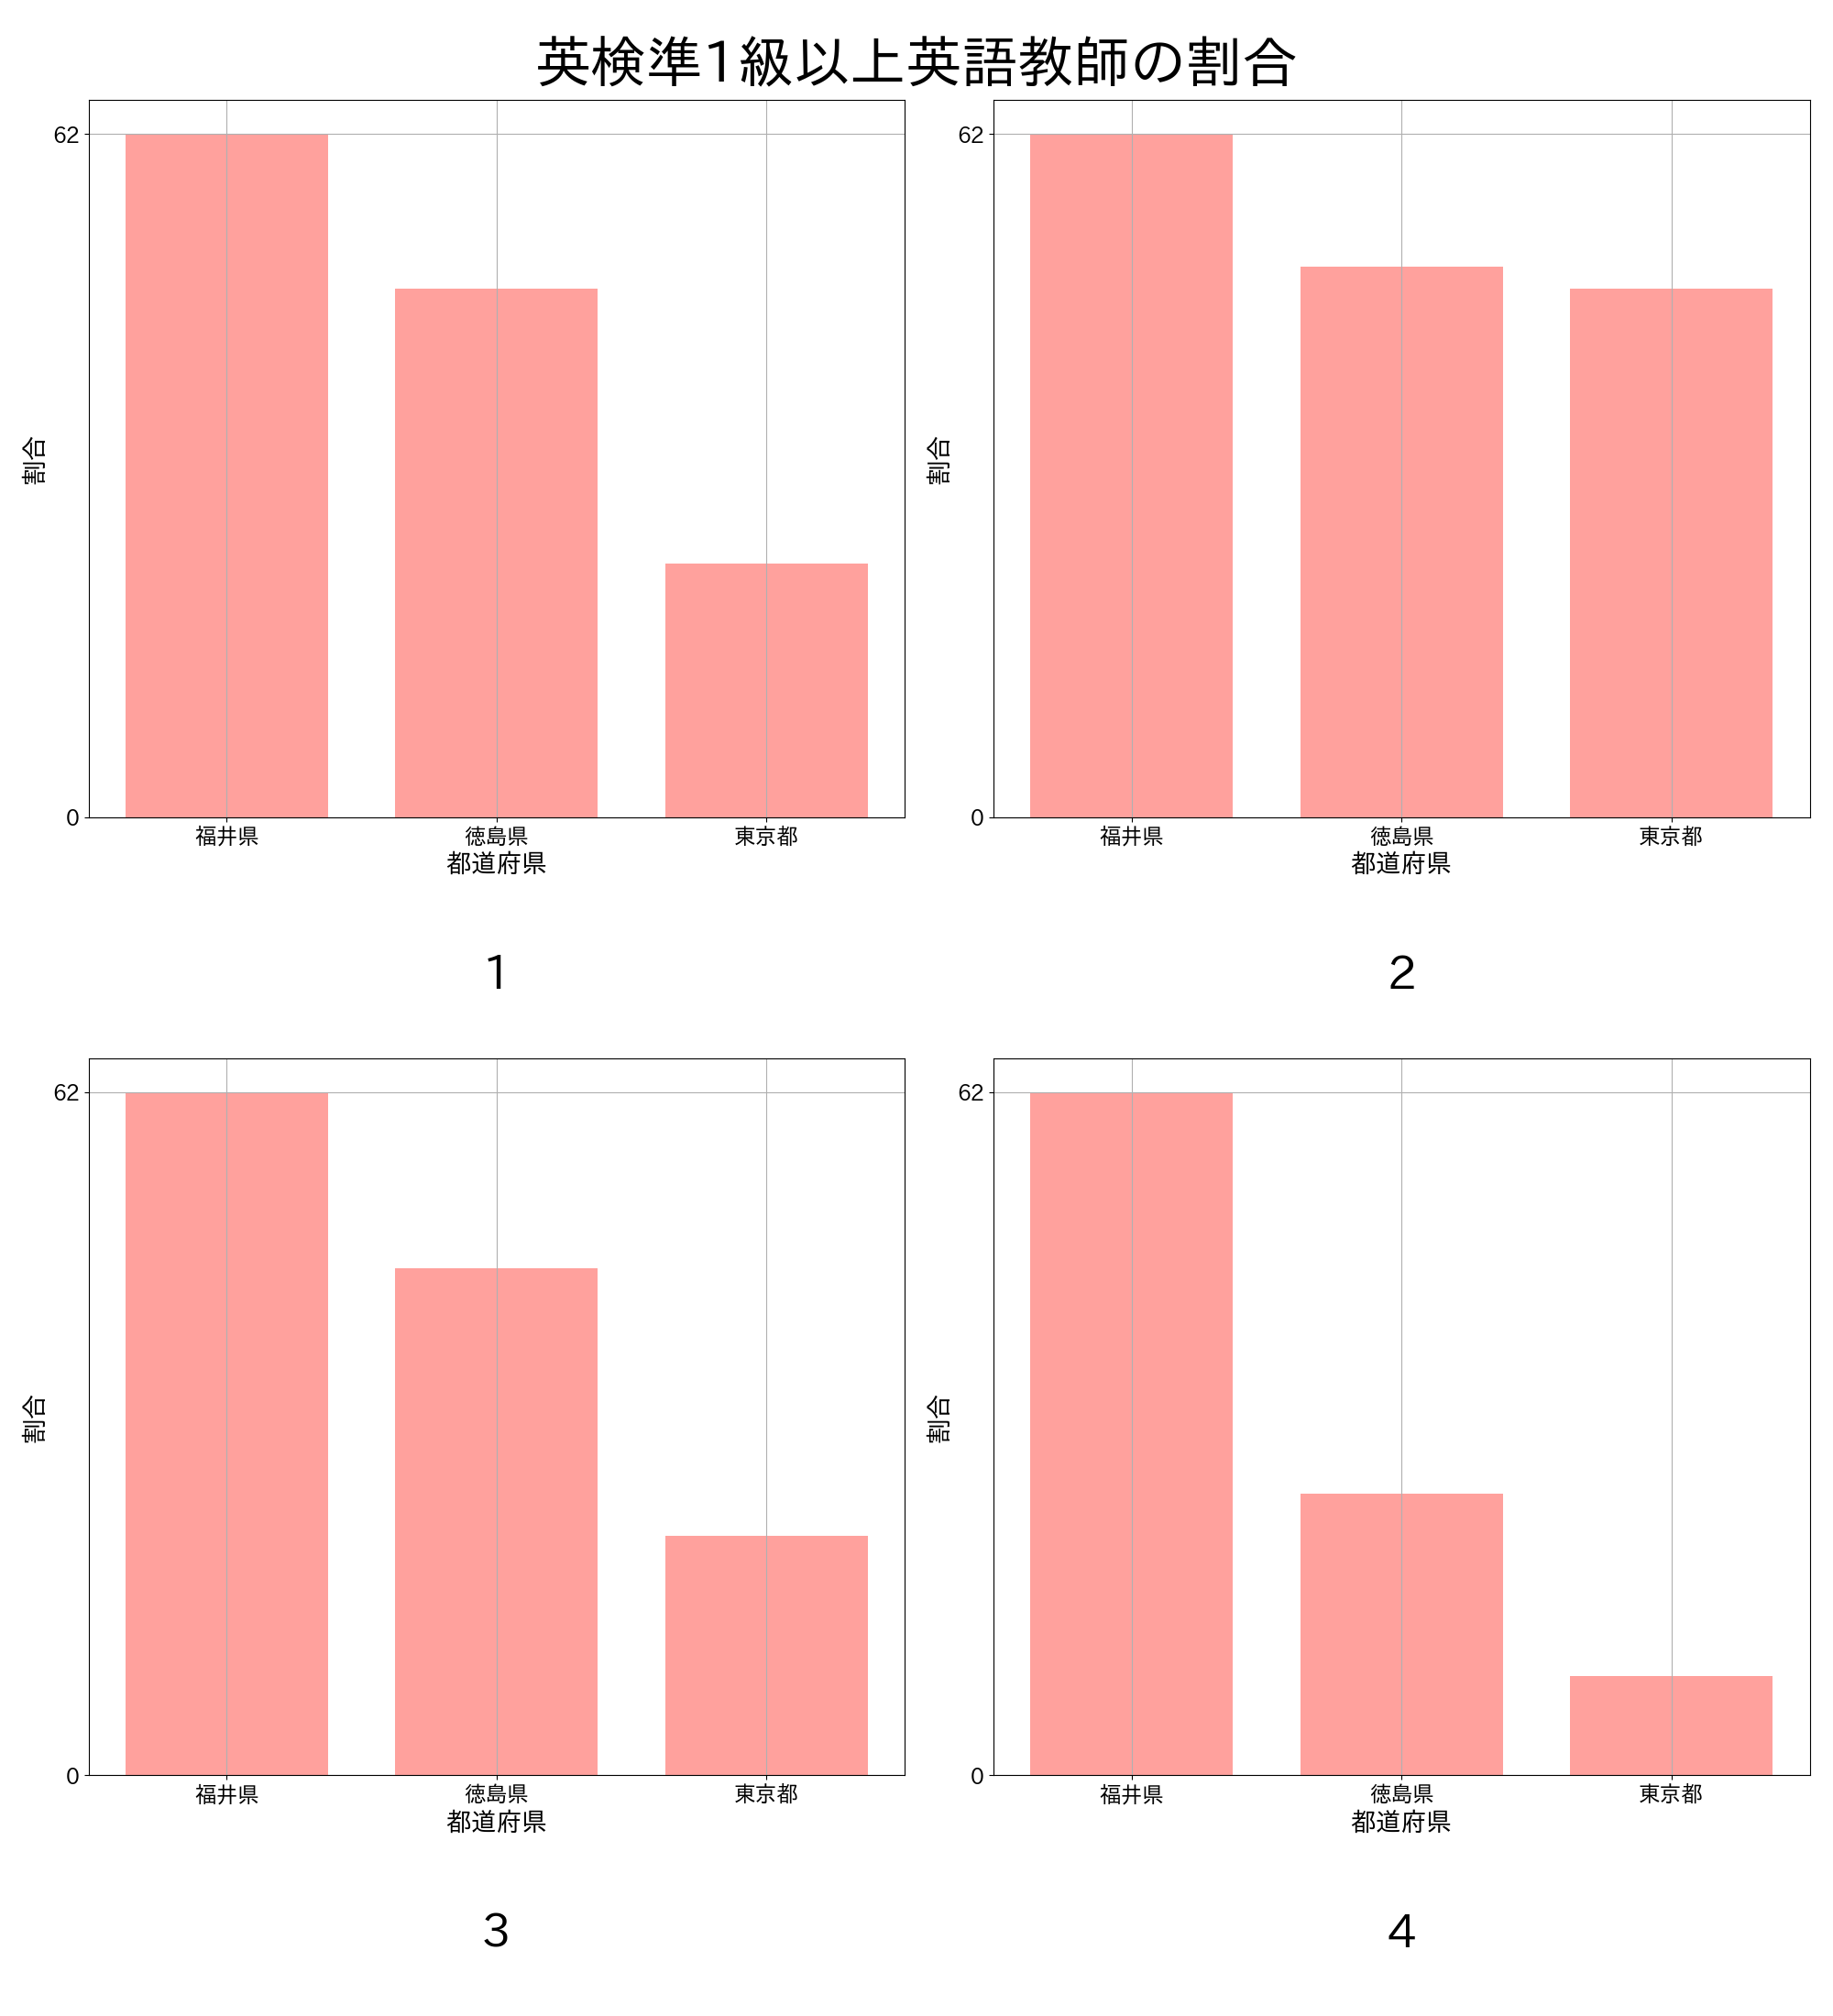 英検準1級以上英語教師の割合
62
0
割合
福井県 徳島県 東京都
都道府県
1
62
0
割合
福井県 徳島県 東京都
都道府県
2
62
0
割合
福井県 徳島県 東京都
都道府県
3
62
0
割合
福井県 徳島県 東京都
都道府県
4